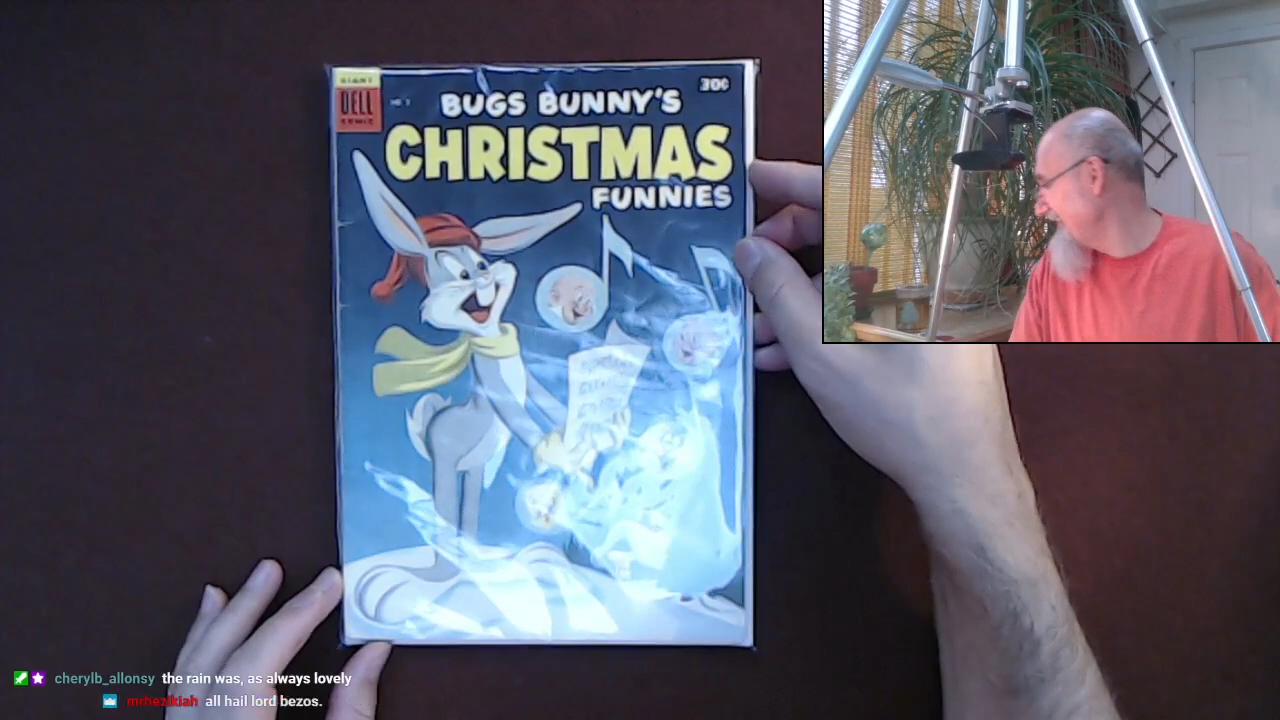 GIANT
DELL
COMIC
30¢
BUGS BUNNY'S
CHRISTMAS
FUNNIES
cherylb_allonsy the rain was, as always lovely
mrhezikiah all hail lord bezos.